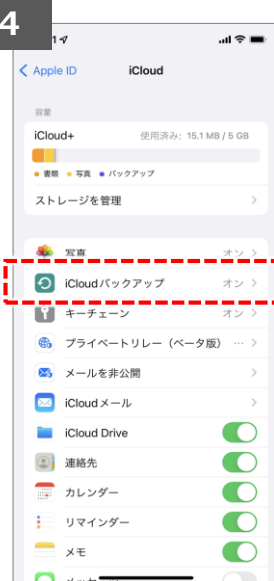 4
1
Apple ID
iCloud
容量
iCloud+ 使用済み: 15.1 MB / 5 GB
書類 写真 バックアップ
ストレージを管理
写真 オン
iCloudバックアップ オン
キーチェーン オン
プライベートリレー（ベータ版） …
メールを非公開
iCloudメール
iCloud Drive
連絡先
カレンダー
リマインダー
メモ